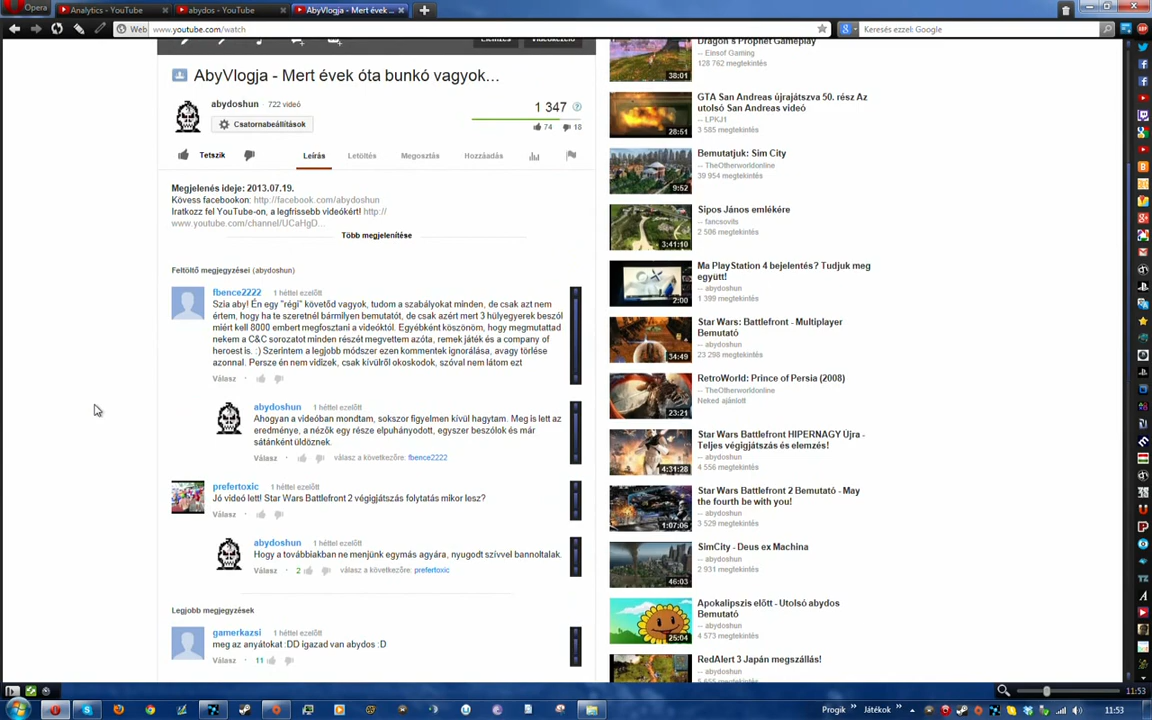 Opera
Analytics - YouTube
abydos - YouTube
AbyVlogja - Mert évek ...
Web
www.youtube.com/watch
Keresés ezzel: Google
AbyVlogja - Mert évek óta bunkó vagyok...
abydoshun · 722 videó
Csatornabeállítások
1 347
74 18
Tetszik
Leírás
Letöltés
Megosztás
Hozzáadás
Megjelenés ideje: 2013.07.19.
Kövess facebookon: http://facebook.com/abydoshun
Iratkozz fel YouTube-on, a legfrissebb videókért! http://
www.youtube.com/channel/UCaHgD...
Több megjelenítése
Feltöltő megjegyzései (abydoshun)
fbence2222 1 héttel ezelőtt
Szia aby! Én egy "régi" követőd vagyok, tudom a szabályokat minden, de csak azt nem
értem, hogy ha te szeretnél bármilyen bemutatót, de csak azért mert 3 hülyegyerek beszól
miért kell 8000 embert megfosztani a videóktól. Egyébként köszönöm, hogy megmutattad
nekem a C&C sorozatot minden részét megvettem azóta, remek játék és a company of
heroest is. :) Szerintem a legjobb módszer ezen kommentek ignorálása, avagy törlése
azonnal. Persze én nem vidizek, csak kívülről okoskodok, szóval nem látom ezt
Válasz ·
abydoshun 1 héttel ezelőtt
Ahogyan a videóban mondtam, sokszor figyelmen kívül hagytam. Meg is lett az
eredménye, a nézők egy része elpuhányodott, egyszer beszólok és már
sátánként üldöznek.
Válasz · válasz a következőre: fbence2222
prefertoxic 1 héttel ezelőtt
Jó videó lett! Star Wars Battlefront 2 végigjátszás folytatás mikor lesz?
Válasz ·
abydoshun 1 héttel ezelőtt
Hogy a továbbiakban ne menjünk egymás agyára, nyugodt szívvel bannoltalak.
Válasz · 2 válasz a következőre: prefertoxic
Legjobb megjegyzések
gamerkazsi 1 héttel ezelőtt
meg az anyátokat :DD igazad van abydos :D
Válasz · 11
Dragon's Prophet Gameplay
— Einsof Gaming
128 762 megtekintés
38:01
GTA San Andreas újrajátszva 50. rész Az
utolsó San Andreas videó
— LPKJ1
3 585 megtekintés
28:51
Bemutatjuk: Sim City
— TheOtherworldonline
39 954 megtekintés
9:52
Sipos János emlékére
— fancsovits
2 506 megtekintés
3:41:10
Ma PlayStation 4 bejelentés? Tudjuk meg
együtt!
— abydoshun
1 399 megtekintés
2:00
Star Wars: Battlefront - Multiplayer
Bemutató
— abydoshun
23 298 megtekintés
34:49
RetroWorld: Prince of Persia (2008)
— TheOtherworldonline
Neked ajánlott
23:21
Star Wars Battlefront HIPERNAGY Újra -
Teljes végigjátszás és elemzés!
— abydoshun
4 556 megtekintés
4:31:28
Star Wars Battlefront 2 Bemutató - May
the fourth be with you!
— abydoshun
3 529 megtekintés
1:07:06
SimCity - Deus ex Machina
— abydoshun
2 931 megtekintés
46:03
Apokalipszis előtt - Utolsó abydos
Bemutató
— abydoshun
4 573 megtekintés
25:04
RedAlert 3 Japán megszállás!
— abydoshun
11:53
Progik » Játékok »
11:53